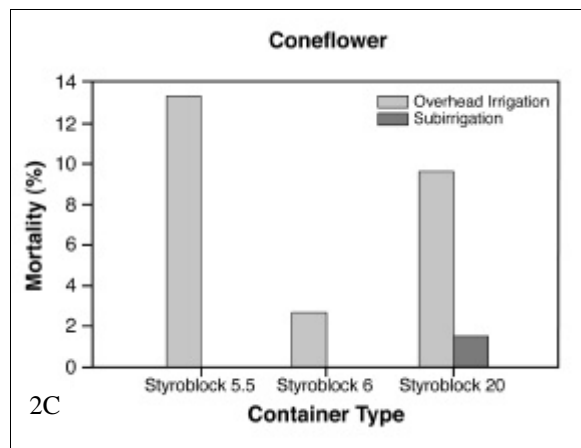 Coneflower
14
12
10
8
6
4
2
0
Mortality (%)
Overhead Irrigation
Subirrigation
Styroblock 5.5 Styroblock 6 Styroblock 20
Container Type
2C